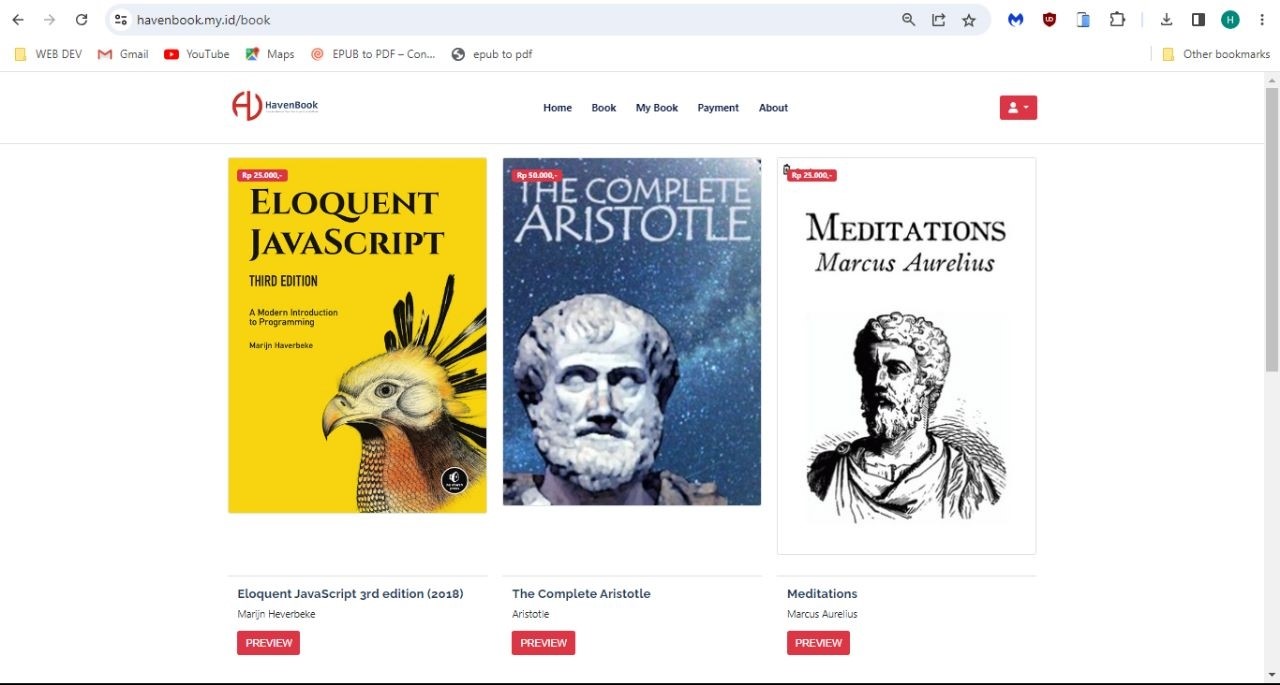 havenbook.my.id/book
H
WEB DEV
Gmail
YouTube
Maps
EPUB to PDF – Con...
epub to pdf
Other bookmarks
HavenBook
Home
Book
My Book
Payment
About
Rp 25.000,-
ELOQUENT
JAVASCRIPT
THIRD EDITION
A Modern Introduction
to Programming
Marijn Haverbeke
Rp 50.000,-
THE COMPLETE
ARISTOTLE
Rp 25.000,-
MEDITATIONS
Marcus Aurelius
Eloquent JavaScript 3rd edition (2018)
Marijn Heverbeke
PREVIEW
The Complete Aristotle
Aristotle
PREVIEW
Meditations
Marcus Aurelius
PREVIEW